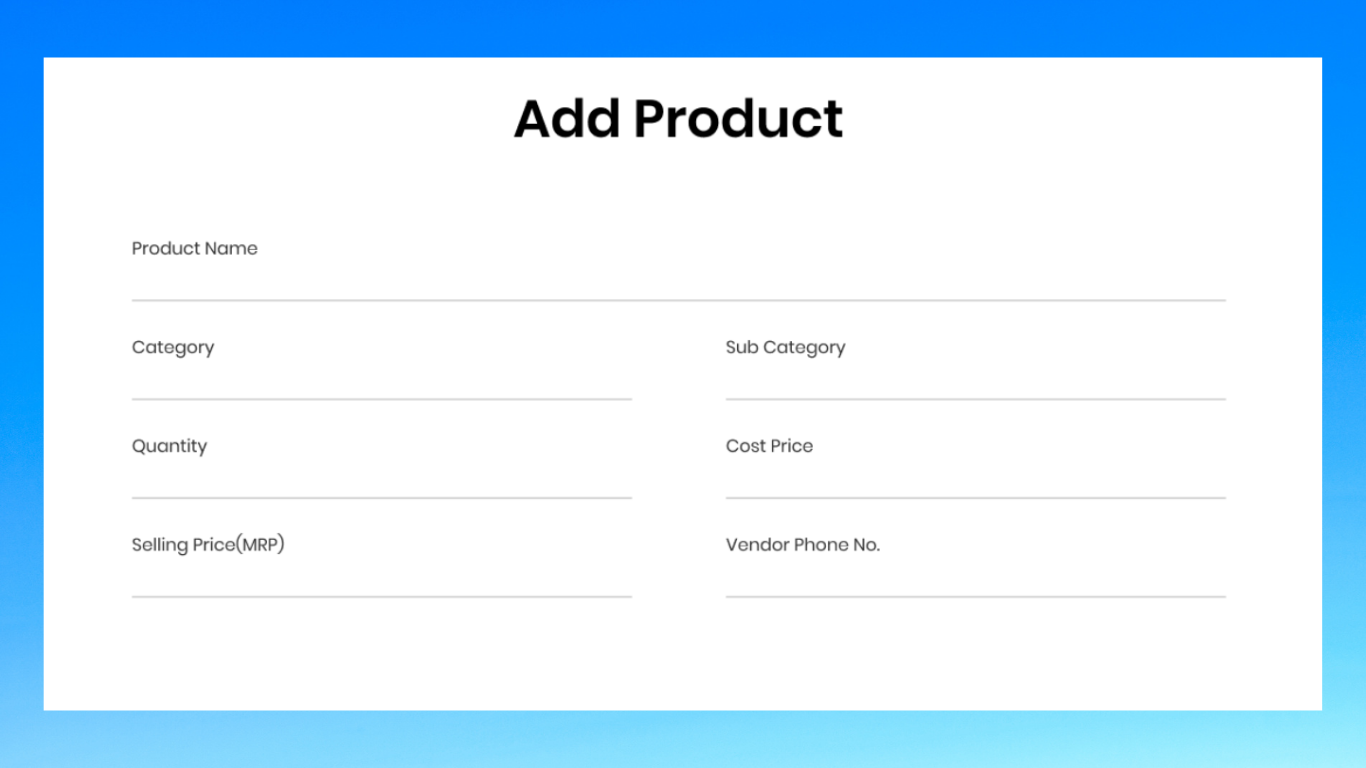 Add Product
Product Name
Category
Sub Category
Quantity
Cost Price
Selling Price(MRP)
Vendor Phone No.